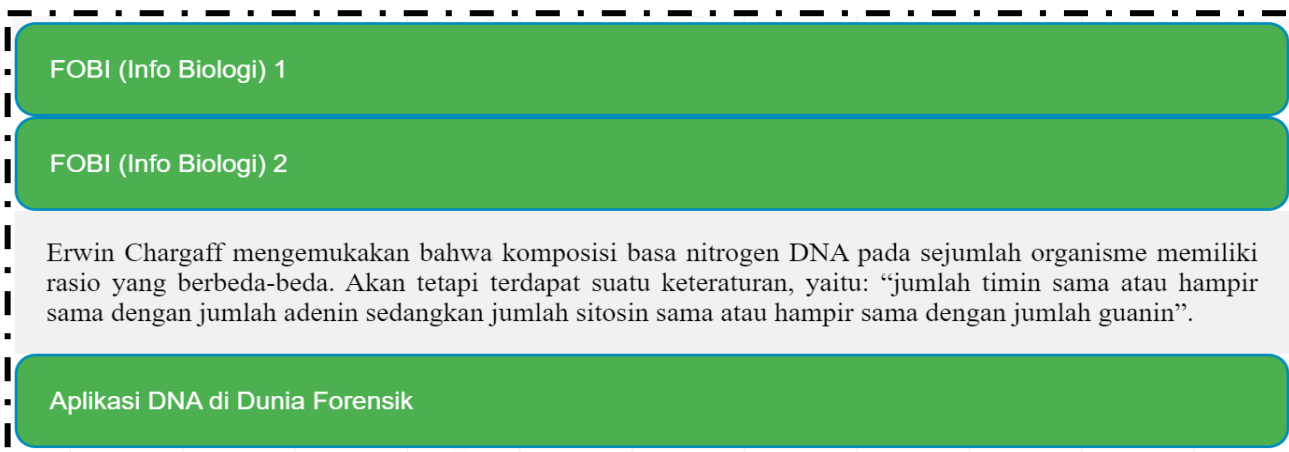 FOBI (Info Biologi) 1
FOBI (Info Biologi) 2
Erwin Chargaff mengemukakan bahwa komposisi basa nitrogen DNA pada sejumlah organisme memiliki
rasio yang berbeda-beda. Akan tetapi terdapat suatu keteraturan, yaitu: “jumlah timin sama atau hampir
sama dengan jumlah adenin sedangkan jumlah sitosin sama atau hampir sama dengan jumlah guanin”.
Aplikasi DNA di Dunia Forensik